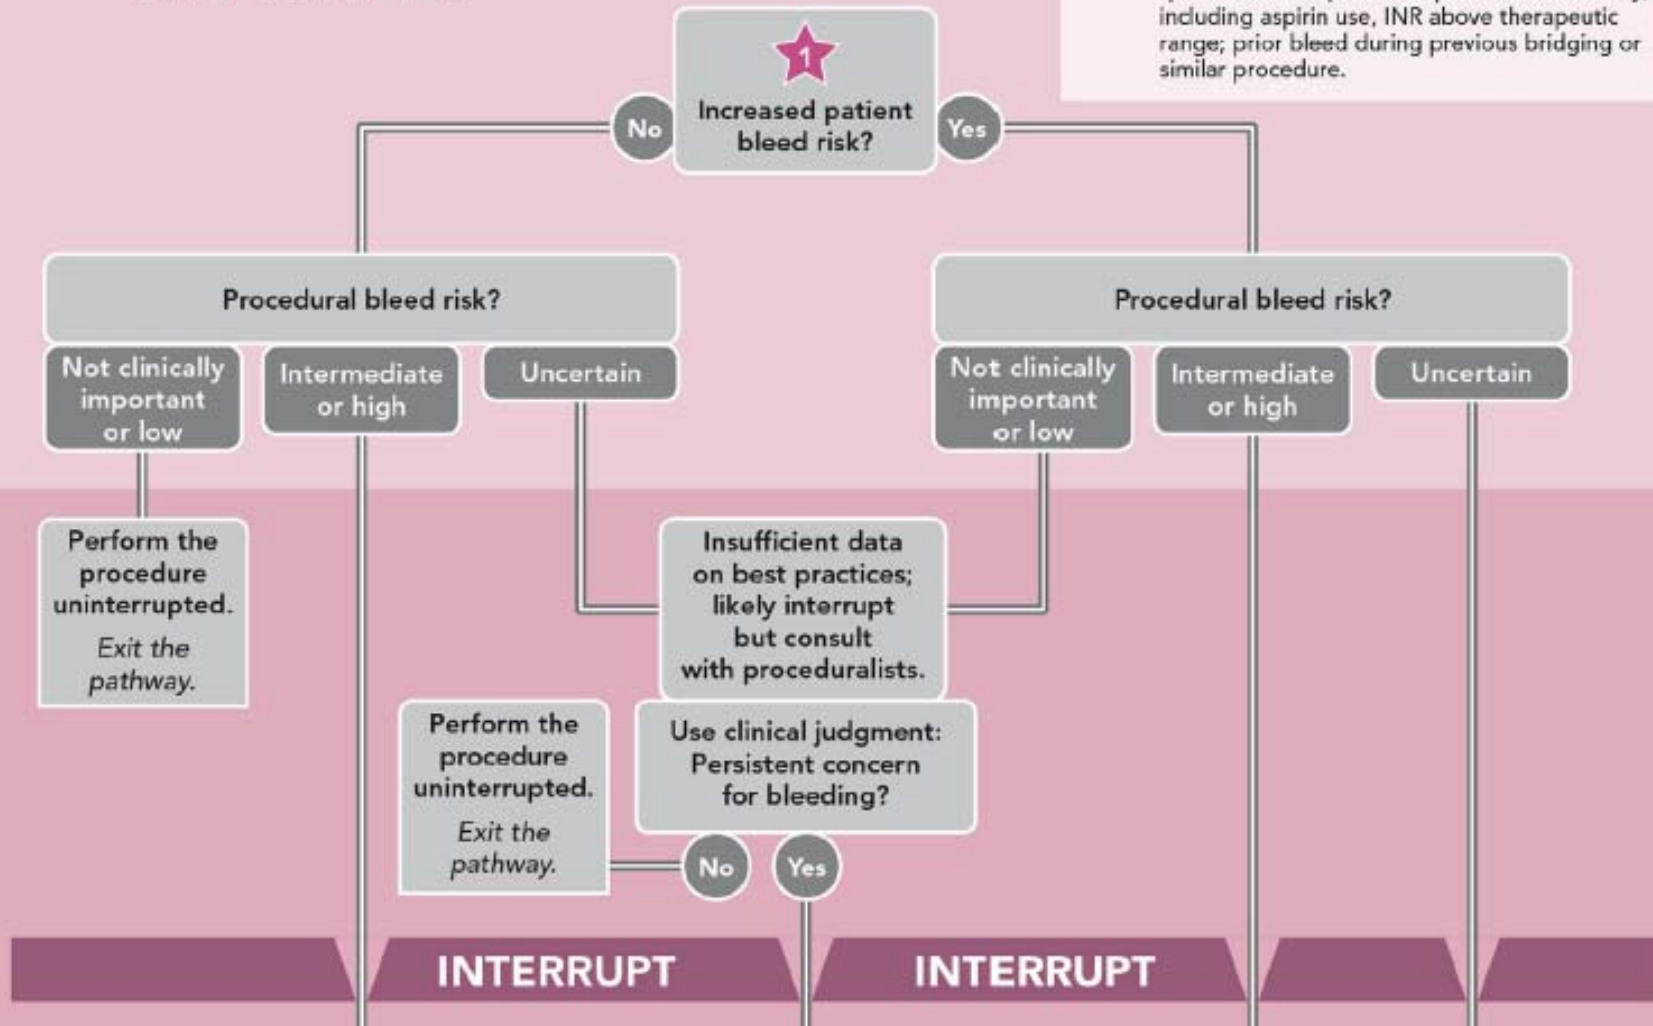 including aspirin use, INR above therapeutic
range; prior bleed during previous bridging or
similar procedure.
1
Increased patient
bleed risk?
No
Yes
Procedural bleed risk?
Not clinically
important
or low
Intermediate
or high
Uncertain
Procedural bleed risk?
Not clinically
important
or low
Intermediate
or high
Uncertain
Perform the
procedure
uninterrupted.
Exit the
pathway.
Insufficient data
on best practices;
likely interrupt
but consult
with proceduralists.
Perform the
procedure
uninterrupted.
Exit the
pathway.
Use clinical judgment:
Persistent concern
for bleeding?
No
Yes
INTERRUPT
INTERRUPT